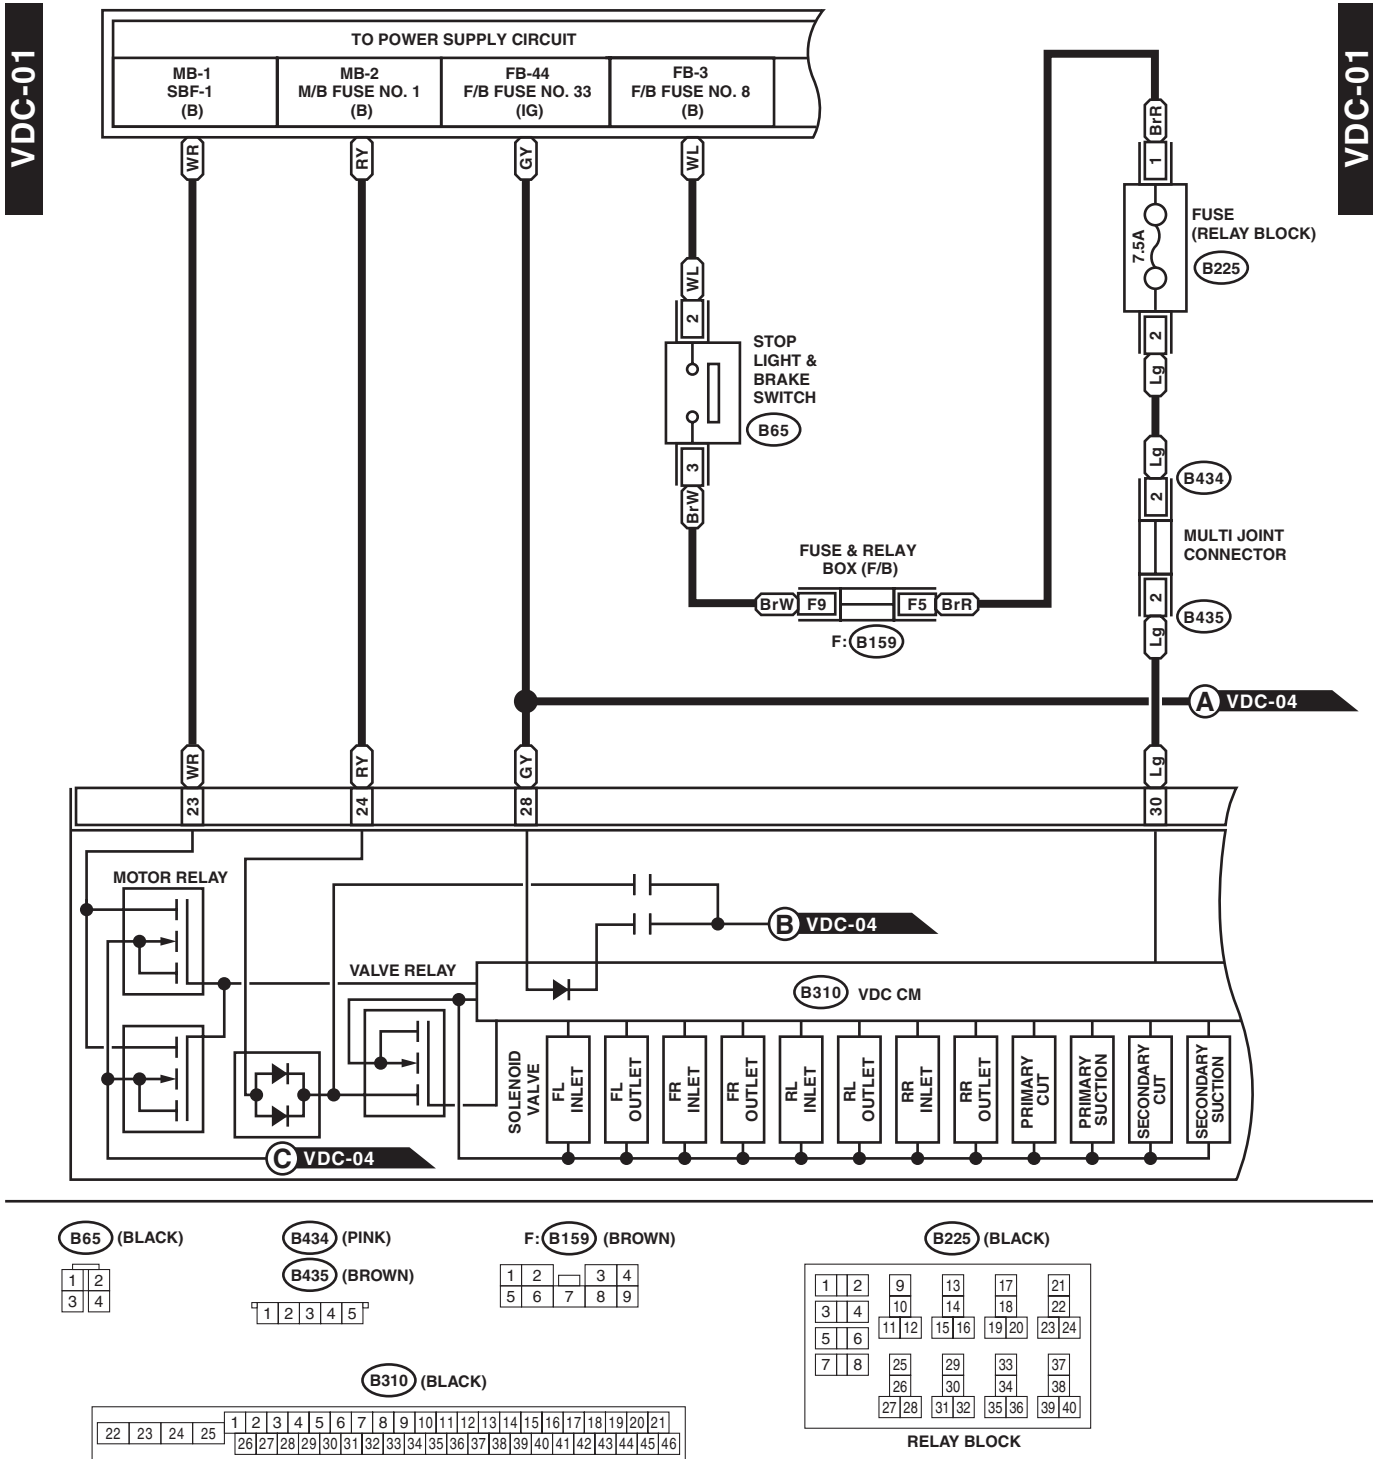 VDC-01
VDC-01
TO POWER SUPPLY CIRCUIT
MB-1
SBF-1
(B)
MB-2
M/B FUSE NO. 1
(B)
FB-44
F/B FUSE NO. 33
(IG)
FB-3
F/B FUSE NO. 8
(B)
WR
RY
GY
WL
BrR
1
7.5A
FUSE
(RELAY BLOCK)
B225
2
Lg
WL
2
STOP
LIGHT &
BRAKE
SWITCH
B65
3
BrW
Lg
B434
2
MULTI JOINT
CONNECTOR
2
B435
Lg
FUSE & RELAY
BOX (F/B)
BrW F9 F5 BrR
F: B159
A VDC-04
WR
RY
GY
Lg
23
24
28
30
MOTOR RELAY
B VDC-04
VALVE RELAY
B310 VDC CM
SOLENOID
VALVE
FL
INLET
FL
OUTLET
FR
INLET
FR
OUTLET
RL
INLET
RL
OUTLET
RR
INLET
RR
OUTLET
PRIMARY
CUT
PRIMARY
SUCTION
SECONDARY
CUT
SECONDARY
SUCTION
C VDC-04
B65 (BLACK)
1 2
3 4
B434 (PINK)
B435 (BROWN)
1 2 3 4 5
F: B159 (BROWN)
1 2 3 4
5 6 7 8 9
B225 (BLACK)
1 2 9 13 17 21
3 4 10 14 18 22
11 12 15 16 19 20 23 24
5 6
7 8 25 29 33 37
26 30 34 38
27 28 31 32 35 36 39 40
RELAY BLOCK
B310 (BLACK)
22 23 24 25
1 2 3 4 5 6 7 8 9 10 11 12 13 14 15 16 17 18 19 20 21
26 27 28 29 30 31 32 33 34 35 36 37 38 39 40 41 42 43 44 45 46